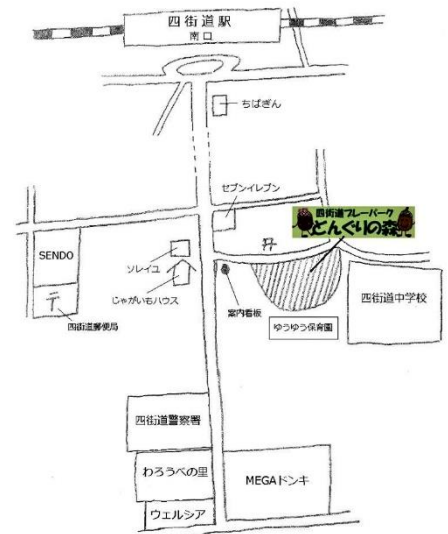 四街道駅
南口
ちばぎん
セブンイレブン
四街道プレーパーク
どんぐりの森
SENDO
ソレイユ
じゃがいもハウス
案内看板
四街道中学校
四街道郵便局
ゆうゆう保育園
四街道警察署
わろうべの里
MEGAドンキ
ウェルシア